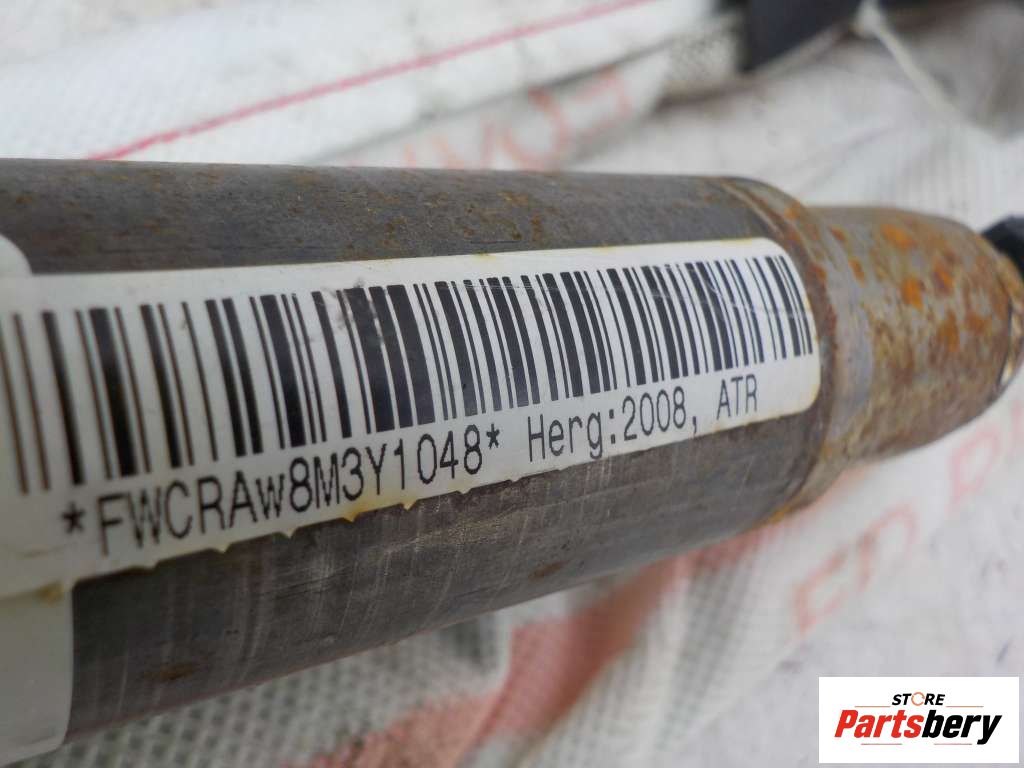 *FWCRAw8M3Y1048* Herg:2008, ATR
STORE
Partsbery